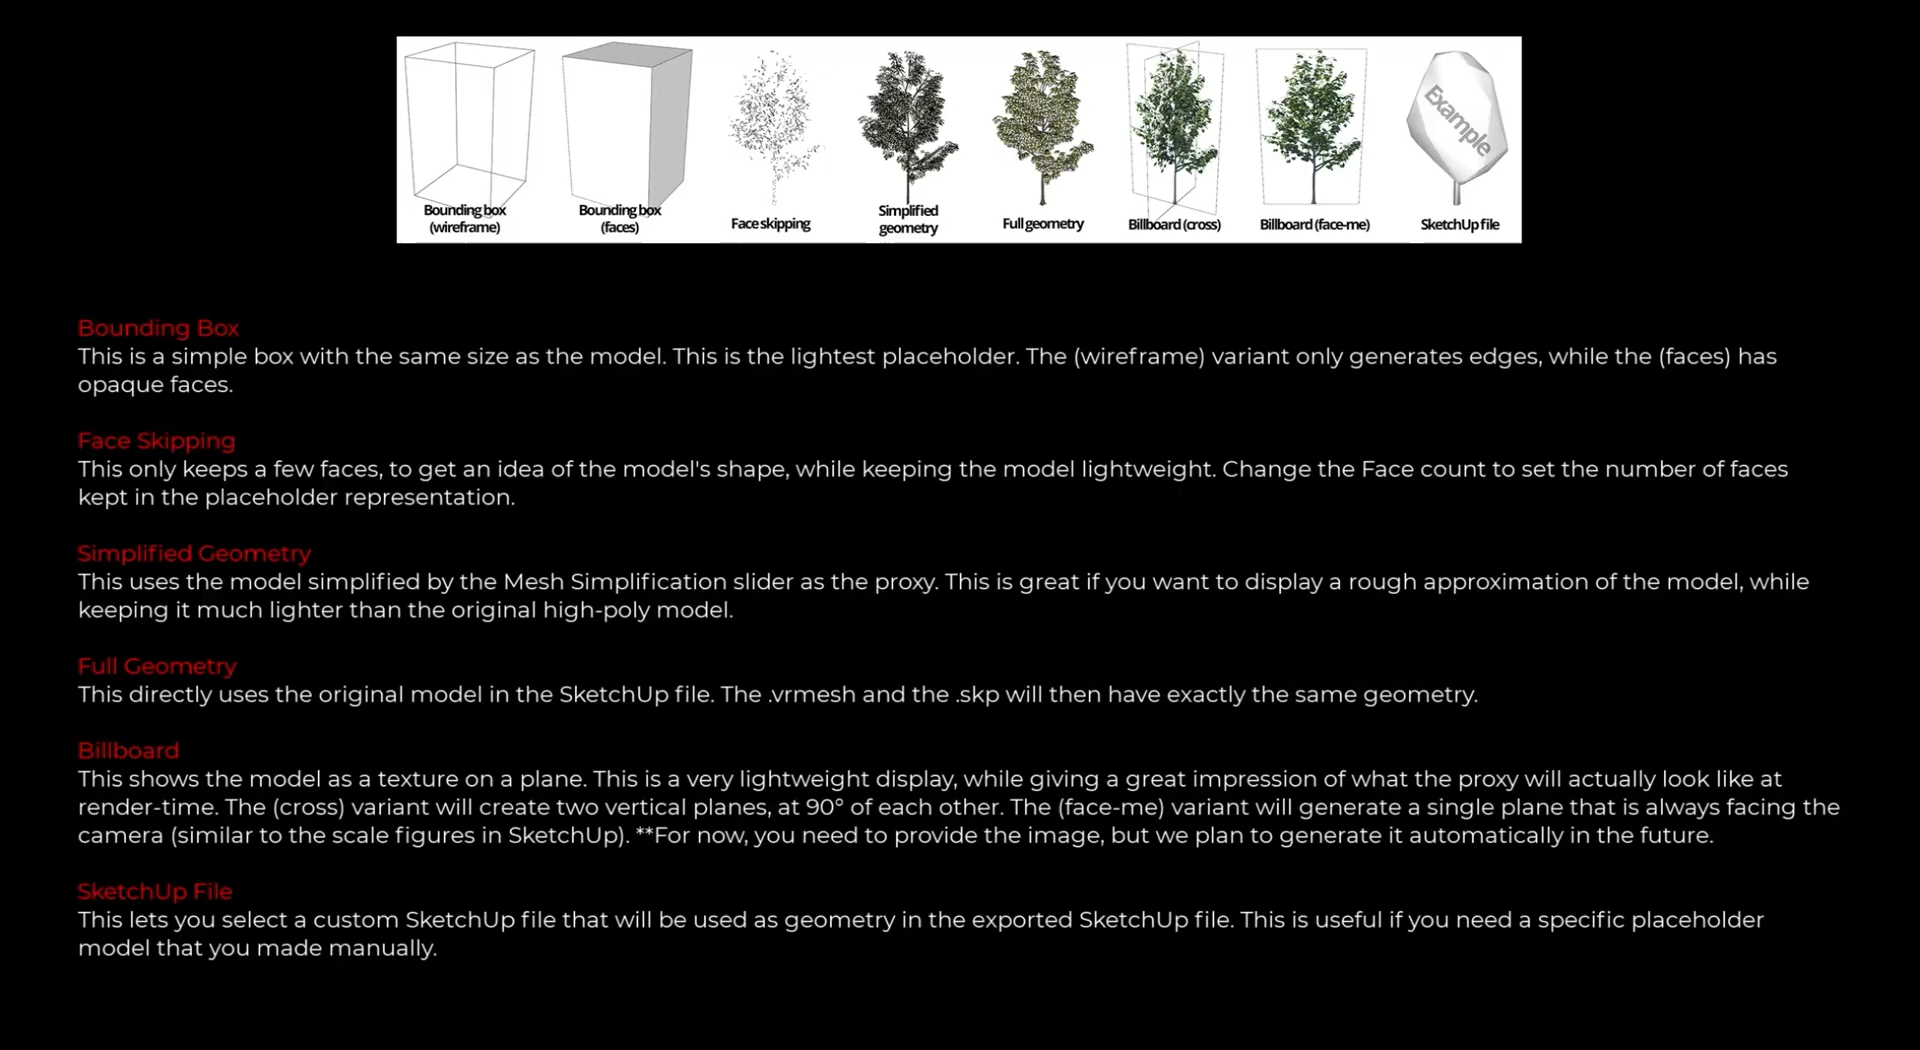 Bounding box
(wireframe)
Bounding box
(faces)
Face skipping
Simplified
geometry
Full geometry
Billboard (cross)
Billboard (face-me)
Example
SketchUp file
Bounding Box
This is a simple box with the same size as the model. This is the lightest placeholder. The (wireframe) variant only generates edges, while the (faces) has
opaque faces.
Face Skipping
This only keeps a few faces, to get an idea of the model's shape, while keeping the model lightweight. Change the Face count to set the number of faces
kept in the placeholder representation.
Simplified Geometry
This uses the model simplified by the Mesh Simplification slider as the proxy. This is great if you want to display a rough approximation of the model, while
keeping it much lighter than the original high-poly model.
Full Geometry
This directly uses the original model in the SketchUp file. The .vrmesh and the .skp will then have exactly the same geometry.
Billboard
This shows the model as a texture on a plane. This is a very lightweight display, while giving a great impression of what the proxy will actually look like at
render-time. The (cross) variant will create two vertical planes, at 90° of each other. The (face-me) variant will generate a single plane that is always facing the
camera (similar to the scale figures in SketchUp). **For now, you need to provide the image, but we plan to generate it automatically in the future.
SketchUp File
This lets you select a custom SketchUp file that will be used as geometry in the exported SketchUp file. This is useful if you need a specific placeholder
model that you made manually.